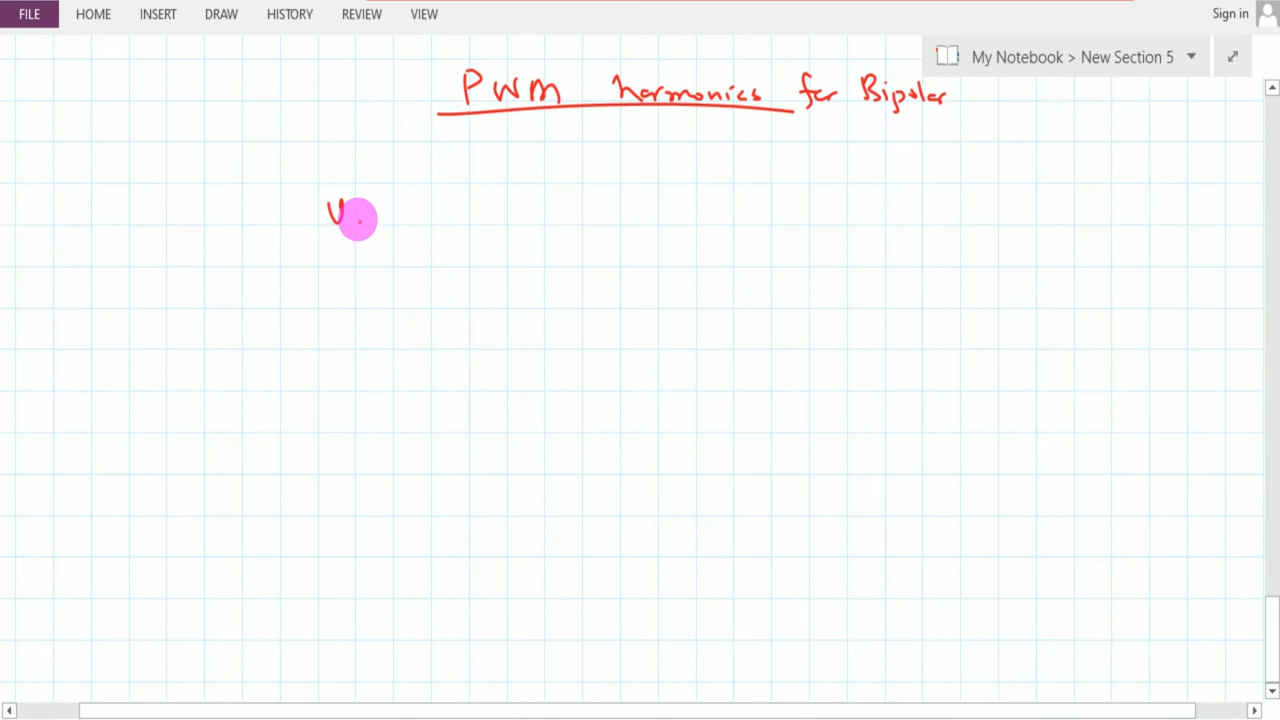 FILE HOME INSERT DRAW HISTORY REVIEW VIEW Sign in
My Notebook > New Section 5
PWM harmonics for Bipolar
V